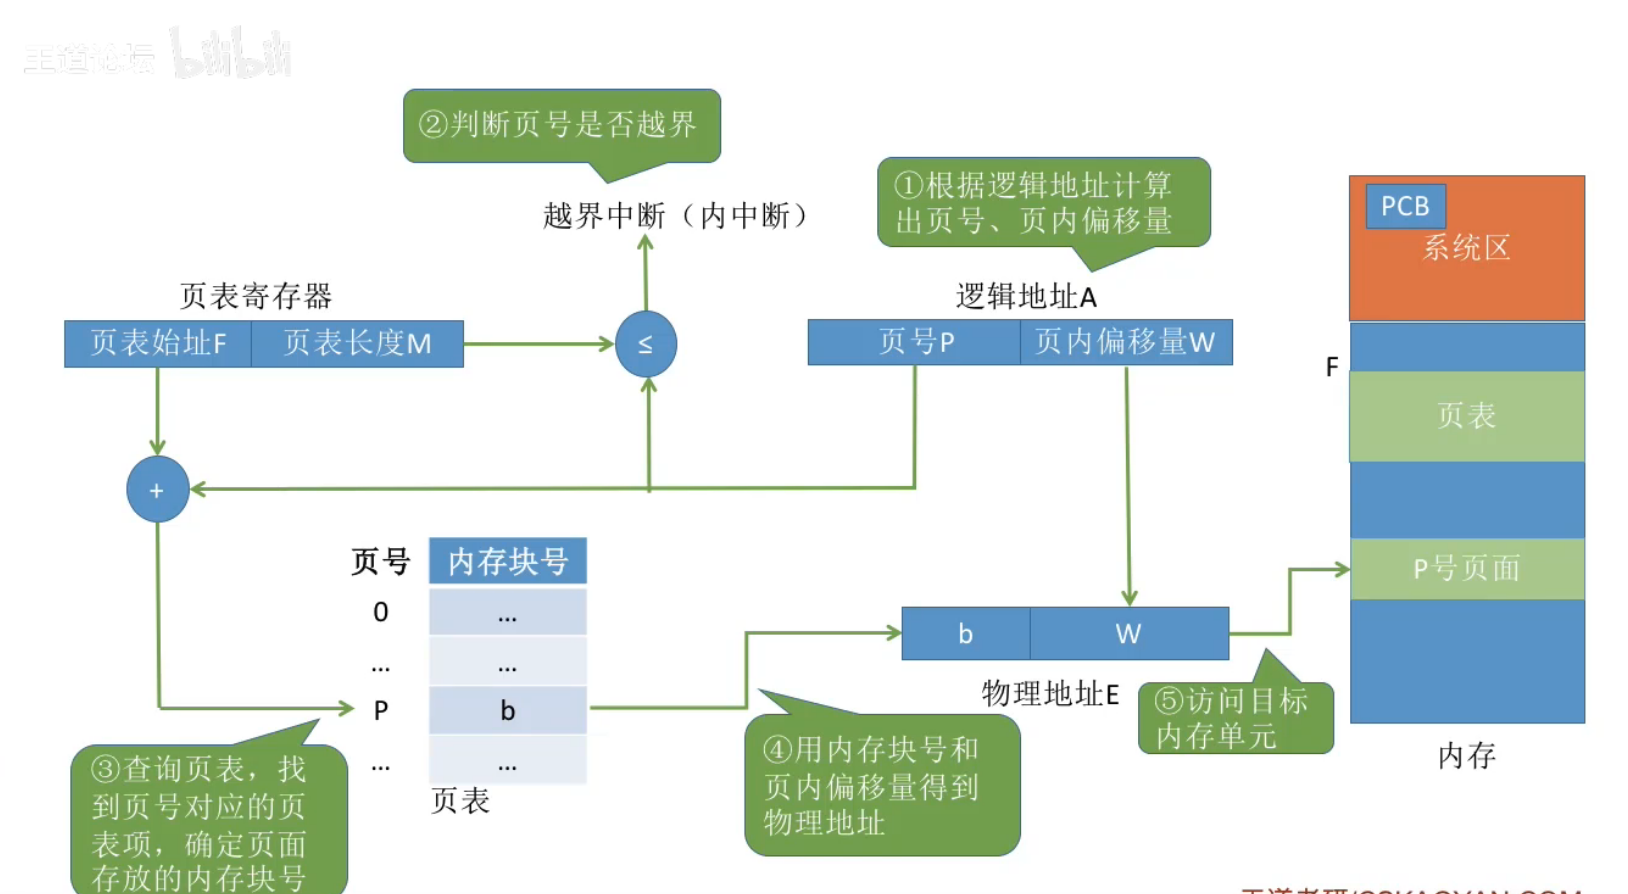 王道论坛 bilibili
②判断页号是否越界
①根据逻辑地址计算
出页号、页内偏移量
越界中断（内中断）
PCB
系统区
页表寄存器
逻辑地址A
页表始址F 页表长度M
≤
页号P 页内偏移量W
F
页表
+
页号 内存块号
0 ...
... ...
P b
... ...
页表
P号页面
b W
物理地址E
⑤访问目标
内存单元
内存
③查询页表，找
到页号对应的页
表项，确定页面
存放的内存块号
④用内存块号和
页内偏移量得到
物理地址
王道考研/CSKAOYAN.COM